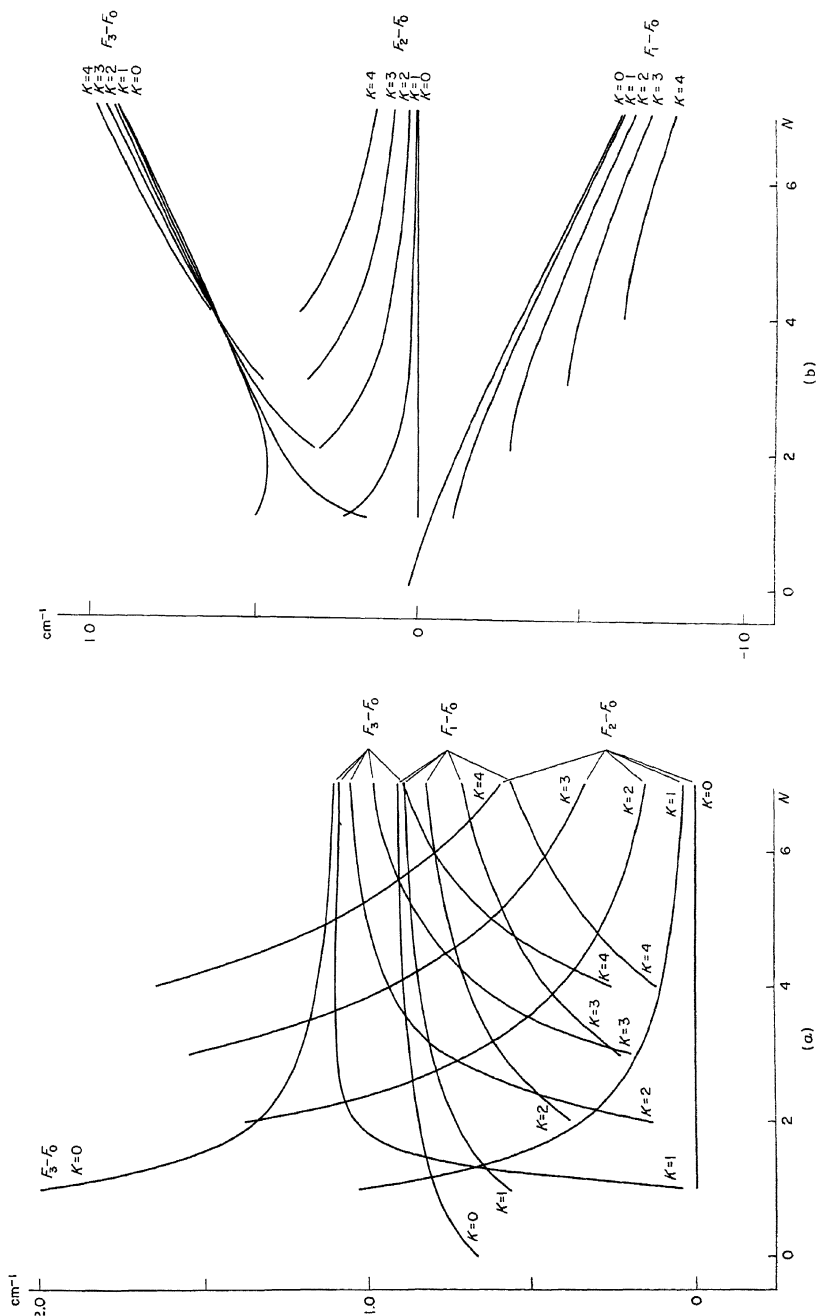 cm⁻¹
2.0
1.0
0
F₃-F₀
K=0
K=0
K=1
K=1
K=2
K=2
K=3
K=3
K=4
K=4
F₃-F₀
F₁-F₀
F₂-F₀
K=4
K=3
K=2
K=1
K=0
0
2
4
6
N
(a)
cm⁻¹
10
0
-10
K=4
K=3
K=2
K=1
K=0
F₃-F₀
K=4
K=3
K=2
K=1
K=0
F₂-F₀
K=0
K=1
K=2
K=3
K=4
F₁-F₀
0
2
4
6
N
(b)